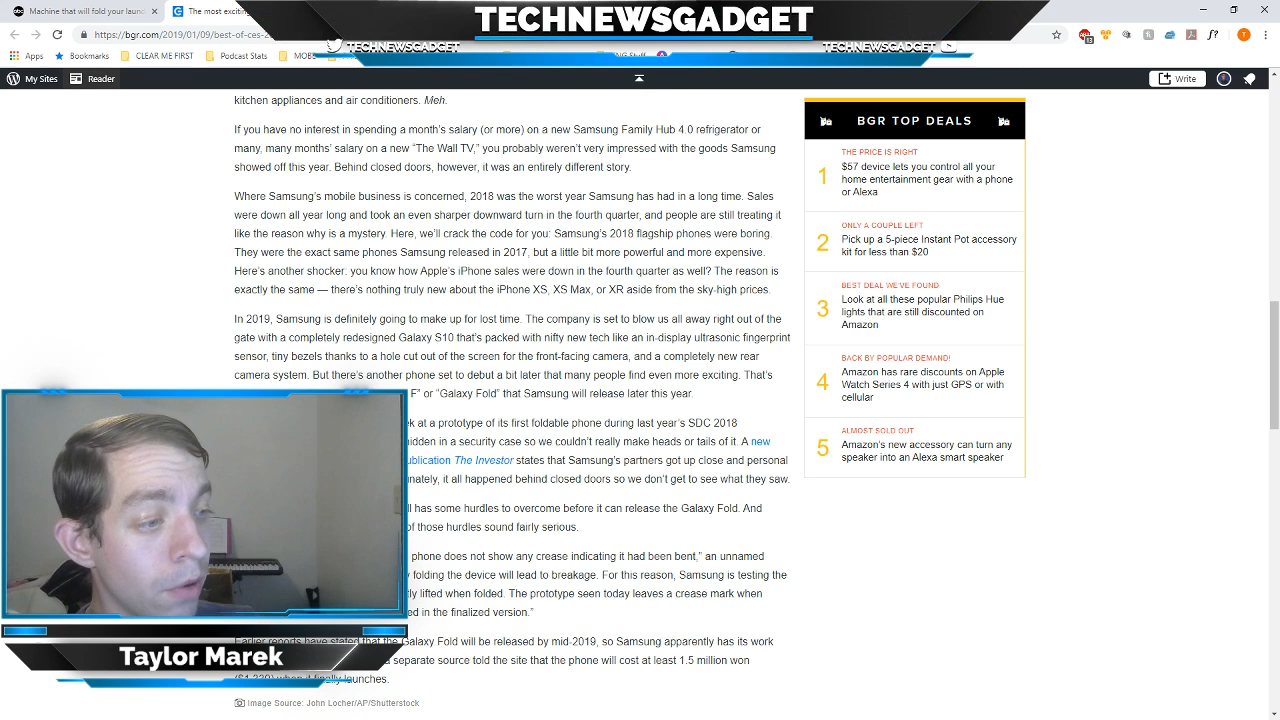 Machine that will fold your launc
The most excitin
TECHNEWSGADGET
https://bgr.com/2019/01/09/best-of-ces-2
TECHNEWSGADGET
TECHNEWSGADGET
Apps
Bookmarks
CLEAR ME FIRST
Podcast Stats
MOBE
My Sites
Reader
Write
kitchen appliances and air conditioners. Meh.
If you have no interest in spending a month's salary (or more) on a new Samsung Family Hub 4.0 refrigerator or
many, many months' salary on a new “The Wall TV,” you probably weren't very impressed with the goods Samsung
showed off this year. Behind closed doors, however, it was an entirely different story.
Where Samsung's mobile business is concerned, 2018 was the worst year Samsung has had in a long time. Sales
were down all year long and took an even sharper downward turn in the fourth quarter, and people are still treating it
like the reason why is a mystery. Here, we'll crack the code for you: Samsung's 2018 flagship phones were boring.
They were the exact same phones Samsung released in 2017, but a little bit more powerful and more expensive.
Here's another shocker: you know how Apple's iPhone sales were down in the fourth quarter as well? The reason is
exactly the same — there's nothing truly new about the iPhone XS, XS Max, or XR aside from the sky-high prices.
In 2019, Samsung is definitely going to make up for lost time. The company is set to blow us all away right out of the
gate with a completely redesigned Galaxy S10 that's packed with nifty new tech like an in-display ultrasonic fingerprint
sensor, tiny bezels thanks to a hole cut out of the screen for the front-facing camera, and a completely new rear
camera system. But there's another phone set to debut a bit later that many people find even more exciting. That's
F” or “Galaxy Fold” that Samsung will release later this year.
ek at a prototype of its first foldable phone during last year's SDC 2018
hidden in a security case so we couldn't really make heads or tails of it. A new
ublication The Investor states that Samsung's partners got up close and personal
nately, it all happened behind closed doors so we don't get to see what they saw.
ll has some hurdles to overcome before it can release the Galaxy Fold. And
of those hurdles sound fairly serious.
phone does not show any crease indicating it had been bent,” an unnamed
y folding the device will lead to breakage. For this reason, Samsung is testing the
tly lifted when folded. The prototype seen today leaves a crease mark when
ed in the finalized version.”
Earlier reports have stated that the Galaxy Fold will be released by mid-2019, so Samsung apparently has its work
a separate source told the site that the phone will cost at least 1.5 million won
($1,330) when it finally launches.
Image Source: John Locher/AP/Shutterstock
BGR TOP DEALS
1
THE PRICE IS RIGHT
$57 device lets you control all your
home entertainment gear with a phone
or Alexa
2
ONLY A COUPLE LEFT
Pick up a 5-piece Instant Pot accessory
kit for less than $20
3
BEST DEAL WE'VE FOUND
Look at all these popular Philips Hue
lights that are still discounted on
Amazon
4
BACK BY POPULAR DEMAND!
Amazon has rare discounts on Apple
Watch Series 4 with just GPS or with
cellular
5
ALMOST SOLD OUT
Amazon's new accessory can turn any
speaker into an Alexa smart speaker
Taylor Marek